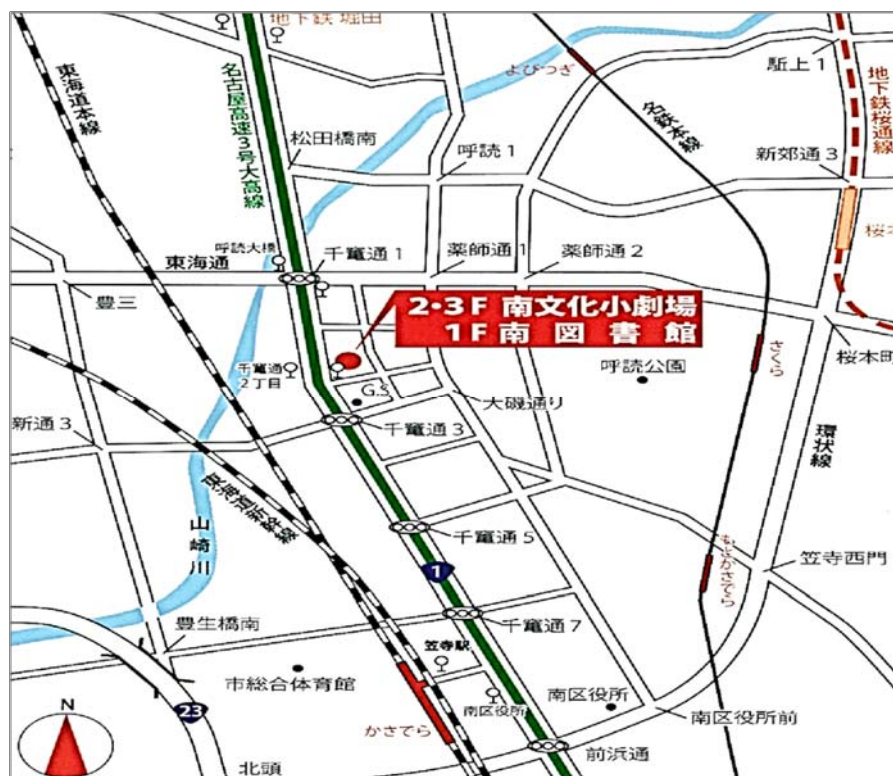 地下鉄 堀田
東海道本線
名古屋高速3号大高線
よびつぎ
駈上1
地下鉄桜通線
名鉄本線
松田橋南
呼続1
新郊通3
呼続大橋
東海通
千竈通1
薬師通1
薬師通2
豊三
2・3F 南文化小劇場
1F 南 図 書 館
さくら
桜本町
千竈通
2丁目
G.S
呼続公園
大磯通り
新通3
千竈通3
環状線
東海道新幹線
山崎川
千竈通5
1
もとかさでら
笠寺西門
豊生橋南
千竈通7
笠寺駅
市総合体育館
23
南区役所
南区役所
南区役所前
N
かさでら
北頭
前浜通